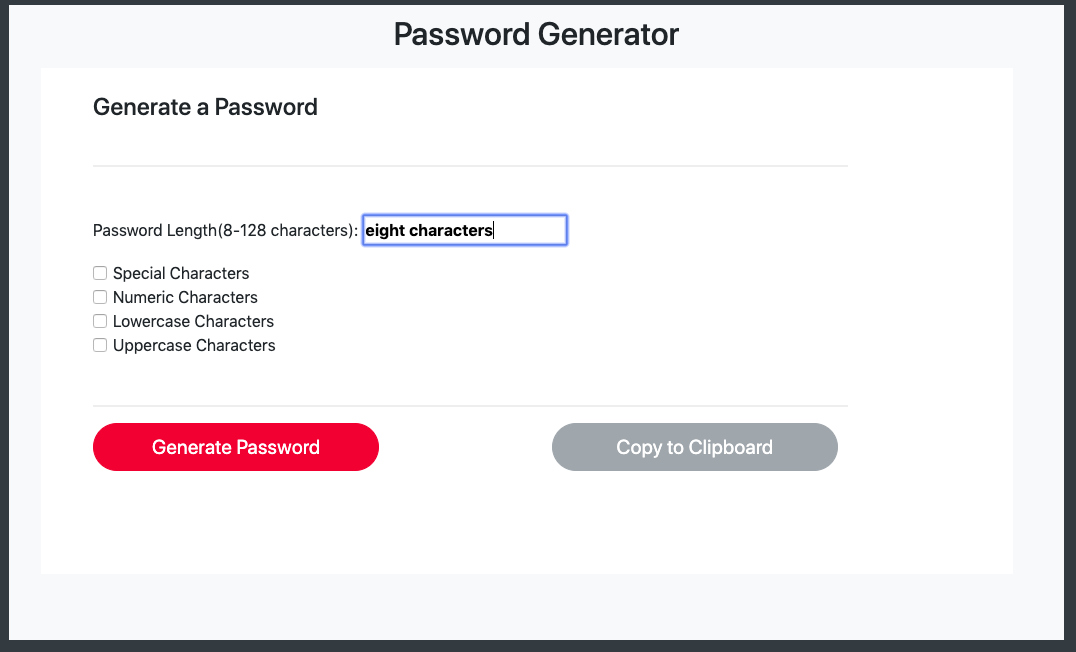 Password Generator
Generate a Password
Password Length(8-128 characters): eight characters
Special Characters
Numeric Characters
Lowercase Characters
Uppercase Characters
Generate Password Copy to Clipboard